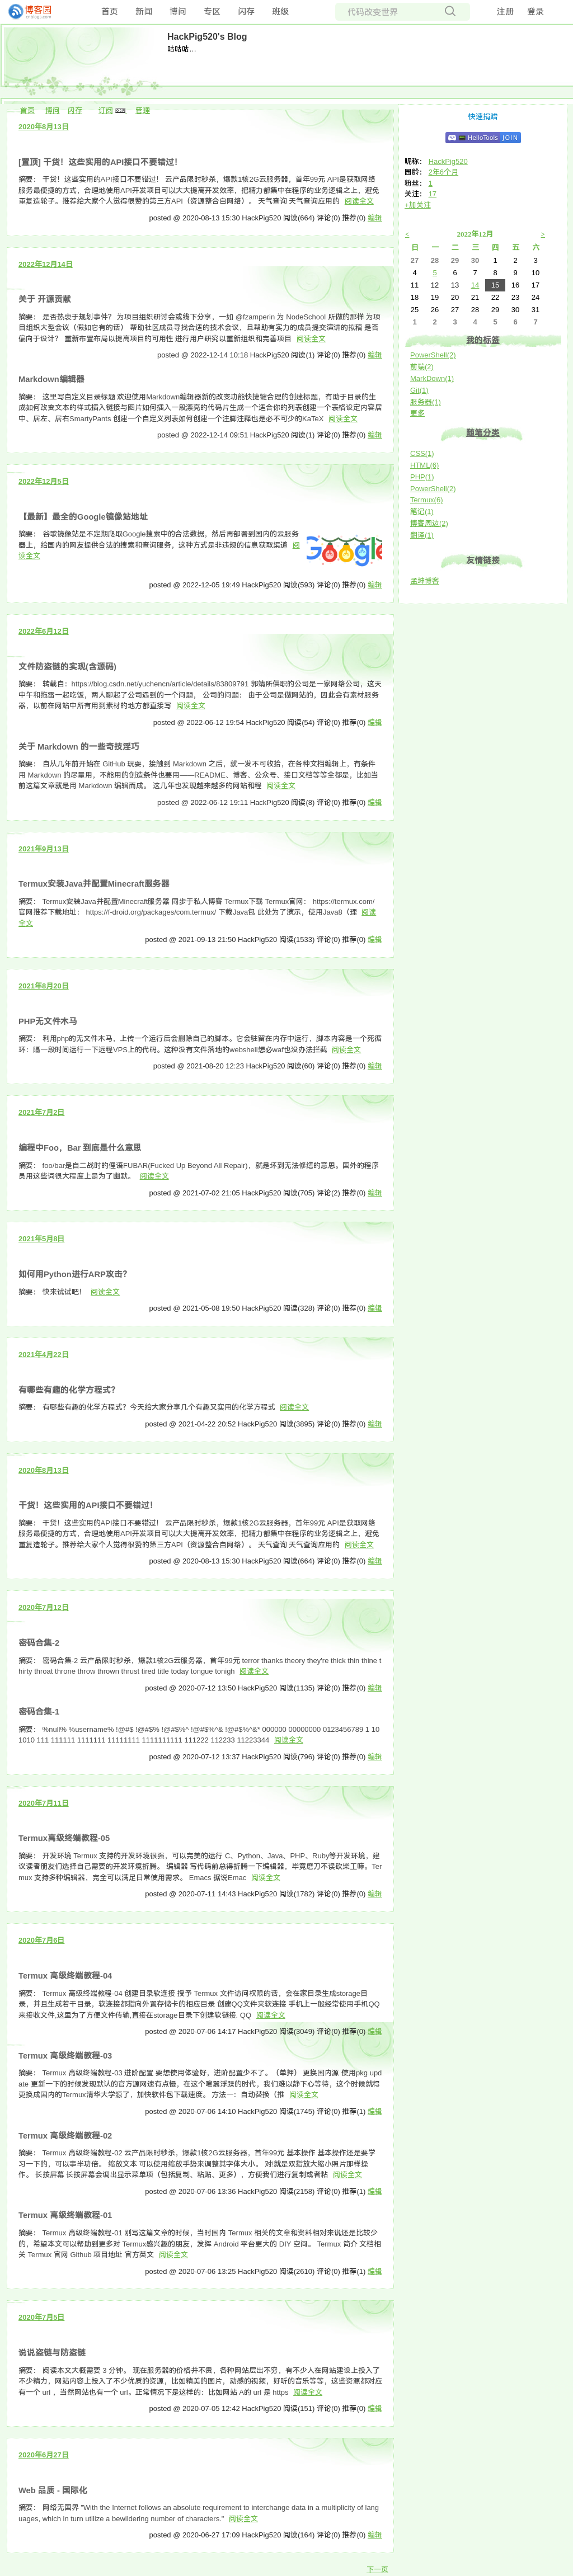 博客园
cnblogs.com
首页 新闻 博问 专区 闪存 班级
代码改变世界
注册 登录
HackPig520's Blog
咕咕咕…
首页 博问 闪存 订阅 管理
2020年8月13日
[置顶] 干货！这些实用的API接口不要错过！
摘要： 干货！这些实用的API接口不要错过！ 云产品限时秒杀，爆款1核2G云服务器，首年99元 API是获取网络
服务最便捷的方式，合理地使用API开发项目可以大大提高开发效率，把精力都集中在程序的业务逻辑之上，避免
重复造轮子。推荐给大家个人觉得很赞的第三方API（资源整合自网络）。 天气查询 天气查询应用的 阅读全文
posted @ 2020-08-13 15:30 HackPig520 阅读(664) 评论(0) 推荐(0) 编辑
2022年12月14日
关于 开源贡献
摘要： 是否热衷于规划事件？ 为项目组织研讨会或线下分享，一如 @fzamperin 为 NodeSchool 所做的那样 为项
目组织大型会议（假如它有的话） 帮助社区成员寻找合适的技术会议，且帮助有实力的成员提交演讲的拟稿 是否
偏向于设计？ 重新布置布局以提高项目的可用性 进行用户研究以重新组织和完善项目 阅读全文
posted @ 2022-12-14 10:18 HackPig520 阅读(1) 评论(0) 推荐(0) 编辑
Markdown编辑器
摘要： 这里写自定义目录标题 欢迎使用Markdown编辑器新的改变功能快捷键合理的创建标题，有助于目录的生
成如何改变文本的样式插入链接与图片如何插入一段漂亮的代码片生成一个适合你的列表创建一个表格设定内容居
中、居左、居右SmartyPants 创建一个自定义列表如何创建一个注脚注释也是必不可少的KaTeX 阅读全文
posted @ 2022-12-14 09:51 HackPig520 阅读(1) 评论(0) 推荐(0) 编辑
2022年12月5日
【最新】最全的Google镜像站地址
摘要： 谷歌镜像站是不定期爬取Google搜索中的合法数据，然后再部署到国内的云服务
器上，给国内的网友提供合法的搜索和查询服务，这种方式是非违规的信息获取渠道 阅
读全文
posted @ 2022-12-05 19:49 HackPig520 阅读(593) 评论(0) 推荐(0) 编辑
2022年6月12日
文件防盗链的实现(含源码)
摘要： 转载自：https://blog.csdn.net/yuchencn/article/details/83809791 郭靖所供职的公司是一家网络公司，这天
中午和拖雷一起吃饭，两人聊起了公司遇到的一个问题， 公司的问题： 由于公司是做网站的，因此会有素材服务
器，以前在网站中所有用到素材的地方都直接写 阅读全文
posted @ 2022-06-12 19:54 HackPig520 阅读(54) 评论(0) 推荐(0) 编辑
关于 Markdown 的一些奇技淫巧
摘要： 自从几年前开始在 GitHub 玩耍，接触到 Markdown 之后，就一发不可收拾，在各种文档编辑上，有条件
用 Markdown 的尽量用，不能用的创造条件也要用——README、博客、公众号、接口文档等等全都是，比如当
前这篇文章就是用 Markdown 编辑而成。 这几年也发现越来越多的网站和程 阅读全文
posted @ 2022-06-12 19:11 HackPig520 阅读(8) 评论(0) 推荐(0) 编辑
2021年9月13日
Termux安装Java并配置Minecraft服务器
摘要： Termux安装Java并配置Minecraft服务器 同步于私人博客 Termux下载 Termux官网： https://termux.com/
官网推荐下载地址： https://f-droid.org/packages/com.termux/ 下载Java包 此处为了演示，使用Java8（理 阅读
全文
posted @ 2021-09-13 21:50 HackPig520 阅读(1533) 评论(0) 推荐(0) 编辑
2021年8月20日
PHP无文件木马
摘要： 利用php的无文件木马，上传一个运行后会删除自己的脚本。它会驻留在内存中运行，脚本内容是一个死循
环：隔一段时间运行一下远程VPS上的代码。这种没有文件落地的webshell想必waf也没办法拦截 阅读全文
posted @ 2021-08-20 12:23 HackPig520 阅读(60) 评论(0) 推荐(0) 编辑
2021年7月2日
编程中Foo，Bar 到底是什么意思
摘要： foo/bar是自二战时的俚语FUBAR(Fucked Up Beyond All Repair)，就是坏到无法修缮的意思。国外的程序
员用这些词很大程度上是为了幽默。 阅读全文
posted @ 2021-07-02 21:05 HackPig520 阅读(705) 评论(2) 推荐(0) 编辑
2021年5月8日
如何用Python进行ARP攻击？
摘要： 快来试试吧！ 阅读全文
posted @ 2021-05-08 19:50 HackPig520 阅读(328) 评论(0) 推荐(0) 编辑
2021年4月22日
有哪些有趣的化学方程式？
摘要： 有哪些有趣的化学方程式？今天给大家分享几个有趣又实用的化学方程式 阅读全文
posted @ 2021-04-22 20:52 HackPig520 阅读(3895) 评论(0) 推荐(0) 编辑
2020年8月13日
干货！这些实用的API接口不要错过！
摘要： 干货！这些实用的API接口不要错过！ 云产品限时秒杀，爆款1核2G云服务器，首年99元 API是获取网络
服务最便捷的方式，合理地使用API开发项目可以大大提高开发效率，把精力都集中在程序的业务逻辑之上，避免
重复造轮子。推荐给大家个人觉得很赞的第三方API（资源整合自网络）。 天气查询 天气查询应用的 阅读全文
posted @ 2020-08-13 15:30 HackPig520 阅读(664) 评论(0) 推荐(0) 编辑
2020年7月12日
密码合集-2
摘要： 密码合集-2 云产品限时秒杀，爆款1核2G云服务器，首年99元 terror thanks theory they're thick thin thine t
hirty throat throne throw thrown thrust tired title today tongue tonigh 阅读全文
posted @ 2020-07-12 13:50 HackPig520 阅读(1135) 评论(0) 推荐(0) 编辑
密码合集-1
摘要： %null% %username% !@#$ !@#$% !@#$%^ !@#$%^& !@#$%^&* 000000 00000000 0123456789 1 10
1010 111 111111 1111111 11111111 1111111111 111222 112233 11223344 阅读全文
posted @ 2020-07-12 13:37 HackPig520 阅读(796) 评论(0) 推荐(0) 编辑
2020年7月11日
Termux高级终端教程-05
摘要： 开发环境 Termux 支持的开发环境很强，可以完美的运行 C、Python、Java、PHP、Ruby等开发环境，建
议读者朋友们选择自己需要的开发环境折腾。 编辑器 写代码前总得折腾一下编辑器，毕竟磨刀不误砍柴工嘛。Ter
mux 支持多种编辑器，完全可以满足日常使用需求。 Emacs 据说Emac 阅读全文
posted @ 2020-07-11 14:43 HackPig520 阅读(1782) 评论(0) 推荐(0) 编辑
2020年7月6日
Termux 高级终端教程-04
摘要： Termux 高级终端教程-04 创建目录软连接 授予 Termux 文件访问权限的话，会在家目录生成storage目
录，并且生成若干目录，软连接都指向外置存储卡的相应目录 创建QQ文件夹软连接 手机上一般经常使用手机QQ
来接收文件,这里为了方便文件传输,直接在storage目录下创建软链接. QQ 阅读全文
posted @ 2020-07-06 14:17 HackPig520 阅读(3049) 评论(0) 推荐(0) 编辑
Termux 高级终端教程-03
摘要： Termux 高级终端教程-03 进阶配置 要想使用体验好，进阶配置少不了。（单押） 更换国内源 使用pkg upd
ate 更新一下的时候发现默认的官方源网速有点慢，在这个喧嚣浮躁的时代，我们难以静下心等待，这个时候就得
更换成国内的Termux清华大学源了，加快软件包下载速度。 方法一：自动替换（推 阅读全文
posted @ 2020-07-06 14:10 HackPig520 阅读(1745) 评论(0) 推荐(1) 编辑
Termux 高级终端教程-02
摘要： Termux 高级终端教程-02 云产品限时秒杀，爆款1核2G云服务器，首年99元 基本操作 基本操作还是要学
习一下的，可以事半功倍。 缩放文本 可以使用缩放手势来调整其字体大小。 对!就是双指放大缩小照片那样操
作。 长按屏幕 长按屏幕会调出显示菜单项（包括复制、粘贴、更多），方便我们进行复制或者粘 阅读全文
posted @ 2020-07-06 13:36 HackPig520 阅读(2158) 评论(0) 推荐(1) 编辑
Termux 高级终端教程-01
摘要： Termux 高级终端教程-01 刚写这篇文章的时候，当时国内 Termux 相关的文章和资料相对来说还是比较少
的，希望本文可以帮助到更多对 Termux感兴趣的朋友，发挥 Android 平台更大的 DIY 空间。 Termux 简介 文档相
关 Termux 官网 Github 项目地址 官方英文 阅读全文
posted @ 2020-07-06 13:25 HackPig520 阅读(2610) 评论(0) 推荐(1) 编辑
2020年7月5日
说说盗链与防盗链
摘要： 阅读本文大概需要 3 分钟。 现在服务器的价格并不贵，各种网站层出不穷，有不少人在网站建设上投入了
不少精力，网站内容上投入了不少优质的资源，比如精美的图片，动感的视频，好听的音乐等等，这些资源都对应
有一个 url ，当然网站也有一个 url。正常情况下是这样的：比如网站 A的 url 是 https 阅读全文
posted @ 2020-07-05 12:42 HackPig520 阅读(151) 评论(0) 推荐(0) 编辑
2020年6月27日
Web 品质 - 国际化
摘要： 网络无国界 "With the Internet follows an absolute requirement to interchange data in a multiplicity of lang
uages, which in turn utilize a bewildering number of characters." 阅读全文
posted @ 2020-06-27 17:09 HackPig520 阅读(164) 评论(0) 推荐(0) 编辑
下一页
快速捐赠
HelloTools JOIN
昵称： HackPig520
园龄： 2年6个月
粉丝： 1
关注： 17
+加关注
< 2022年12月 >
日 一 二 三 四 五 六
27 28 29 30 1 2 3
4 5 6 7 8 9 10
11 12 13 14 15 16 17
18 19 20 21 22 23 24
25 26 27 28 29 30 31
1 2 3 4 5 6 7
我的标签
PowerShell(2)
前端(2)
MarkDown(1)
Git(1)
服务器(1)
更多
随笔分类
CSS(1)
HTML(6)
PHP(1)
PowerShell(2)
Termux(6)
笔记(1)
博客周边(2)
翻译(1)
友情链接
孟坤博客